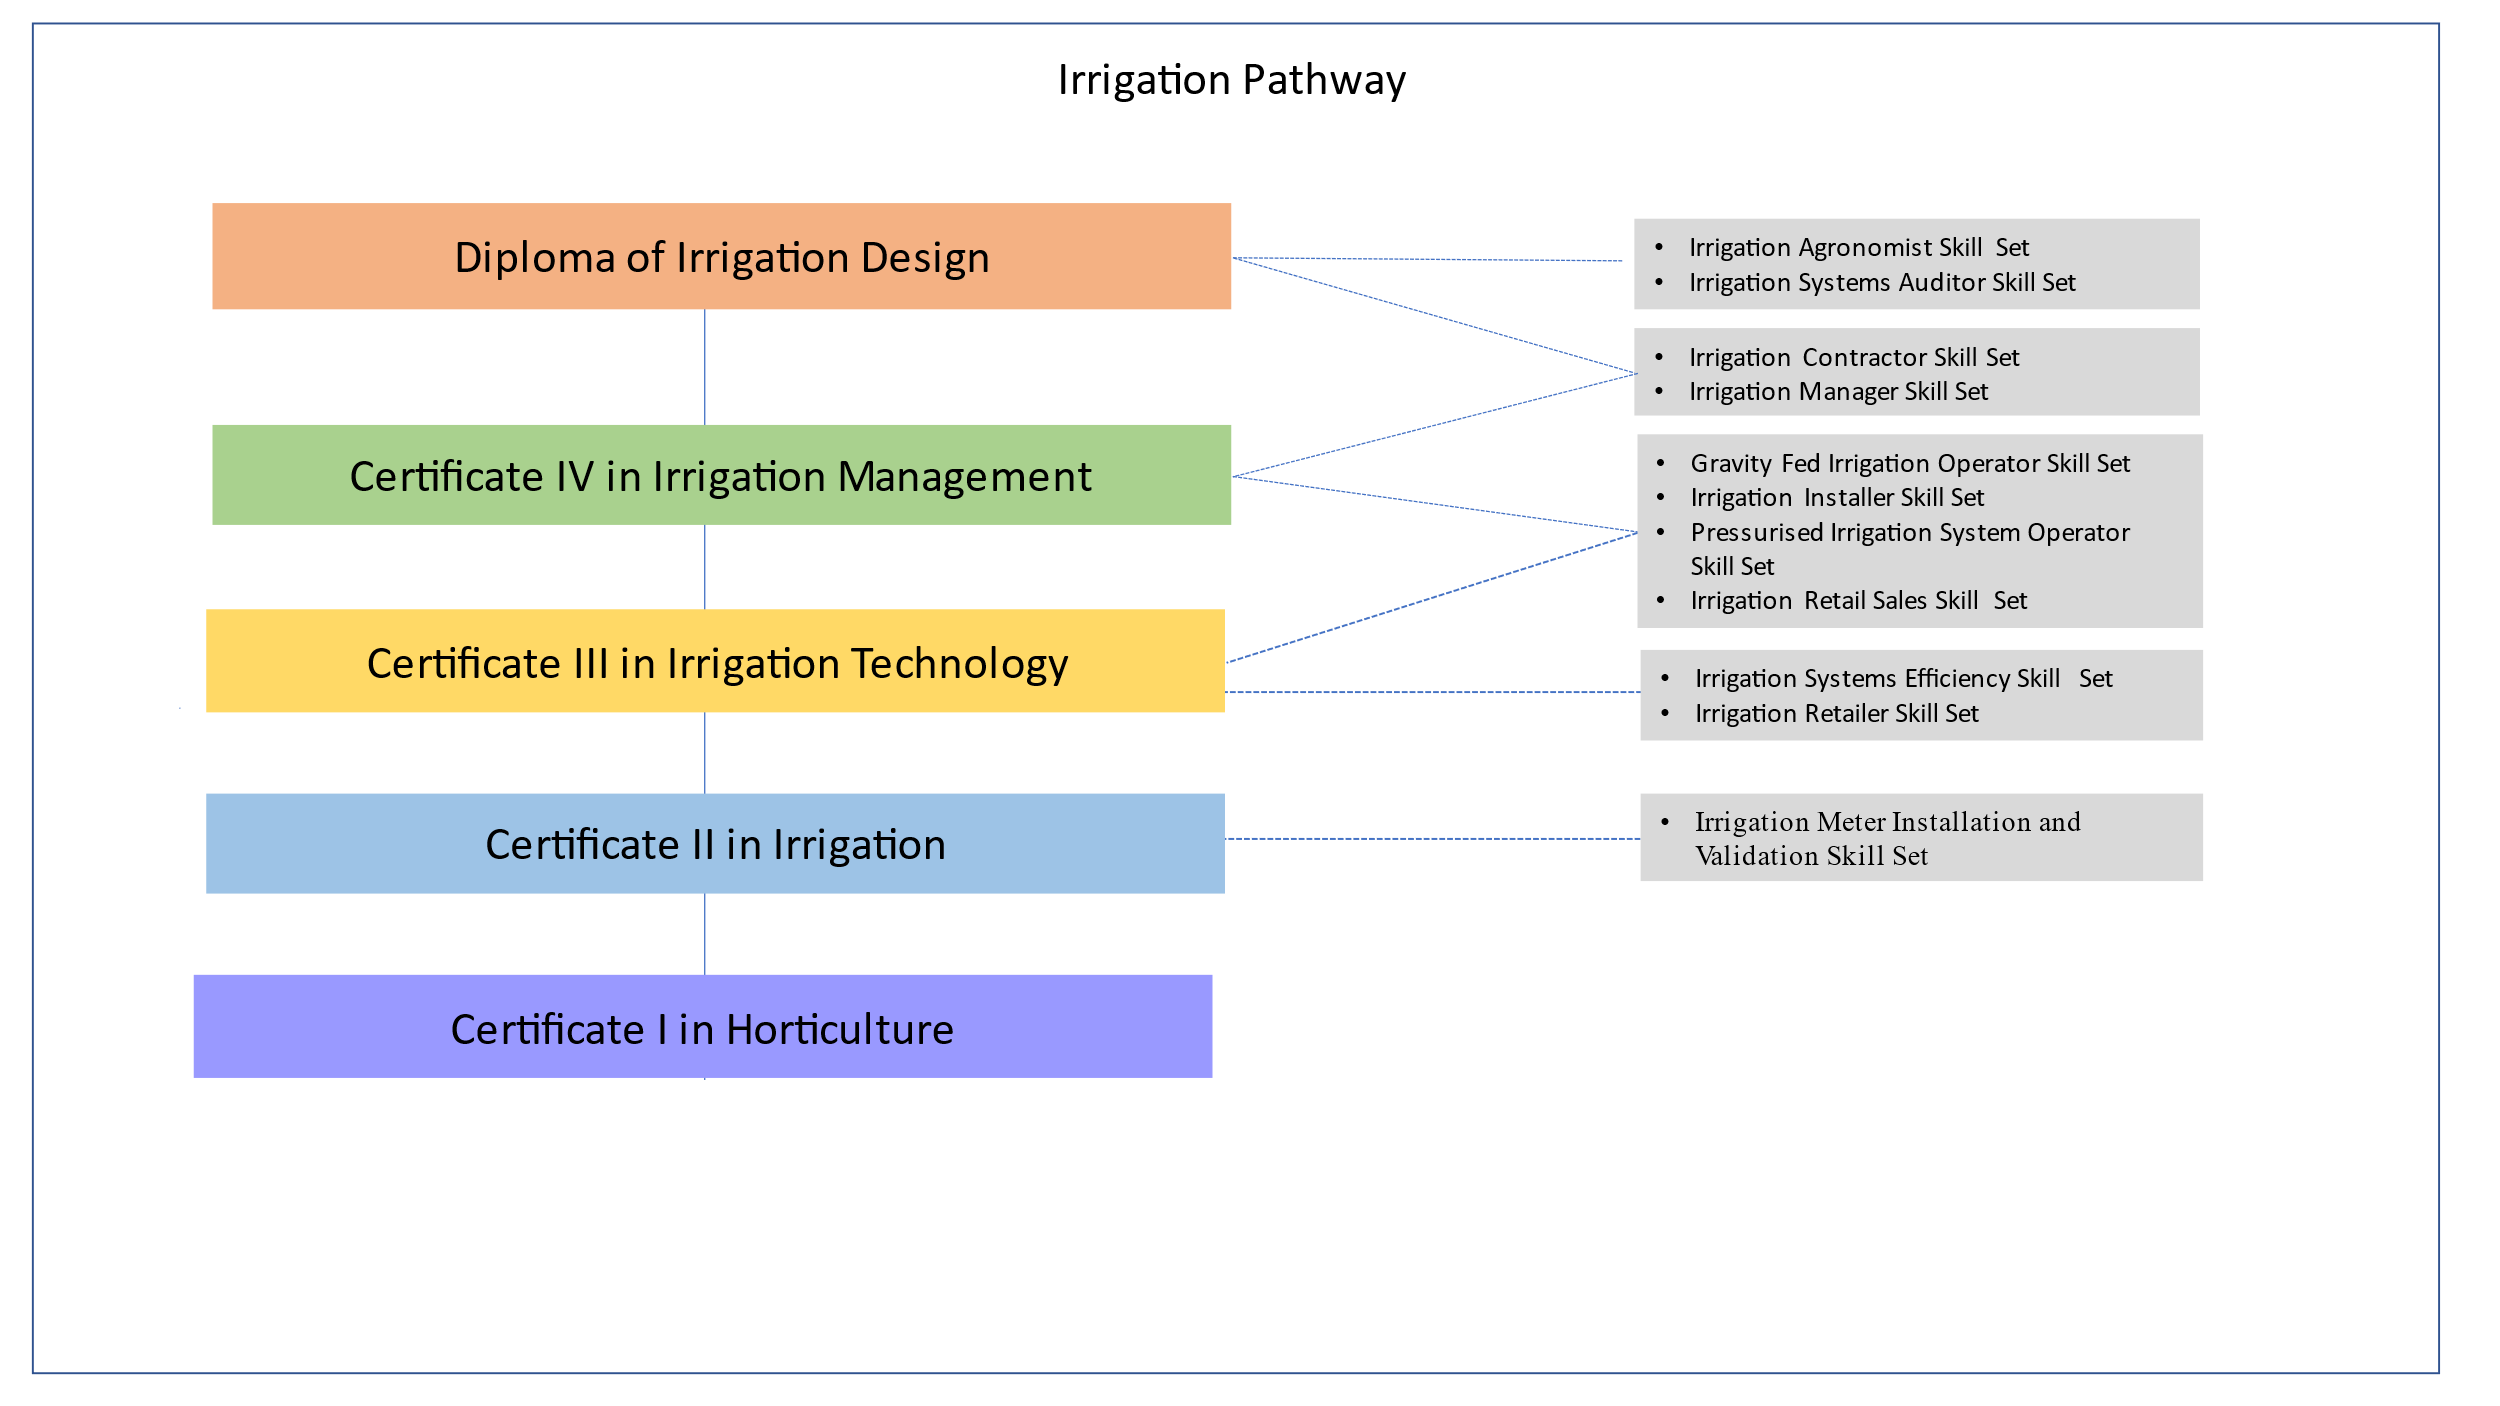 Irrigation Pathway
Diploma of Irrigation Design
• Irrigation Agronomist Skill Set
• Irrigation Systems Auditor Skill Set
• Irrigation Contractor Skill Set
• Irrigation Manager Skill Set
Certificate IV in Irrigation Management
• Gravity Fed Irrigation Operator Skill Set
• Irrigation Installer Skill Set
• Pressurised Irrigation System Operator
Skill Set
• Irrigation Retail Sales Skill Set
Certificate III in Irrigation Technology
• Irrigation Systems Efficiency Skill Set
• Irrigation Retailer Skill Set
Certificate II in Irrigation
• Irrigation Meter Installation and
Validation Skill Set
Certificate I in Horticulture